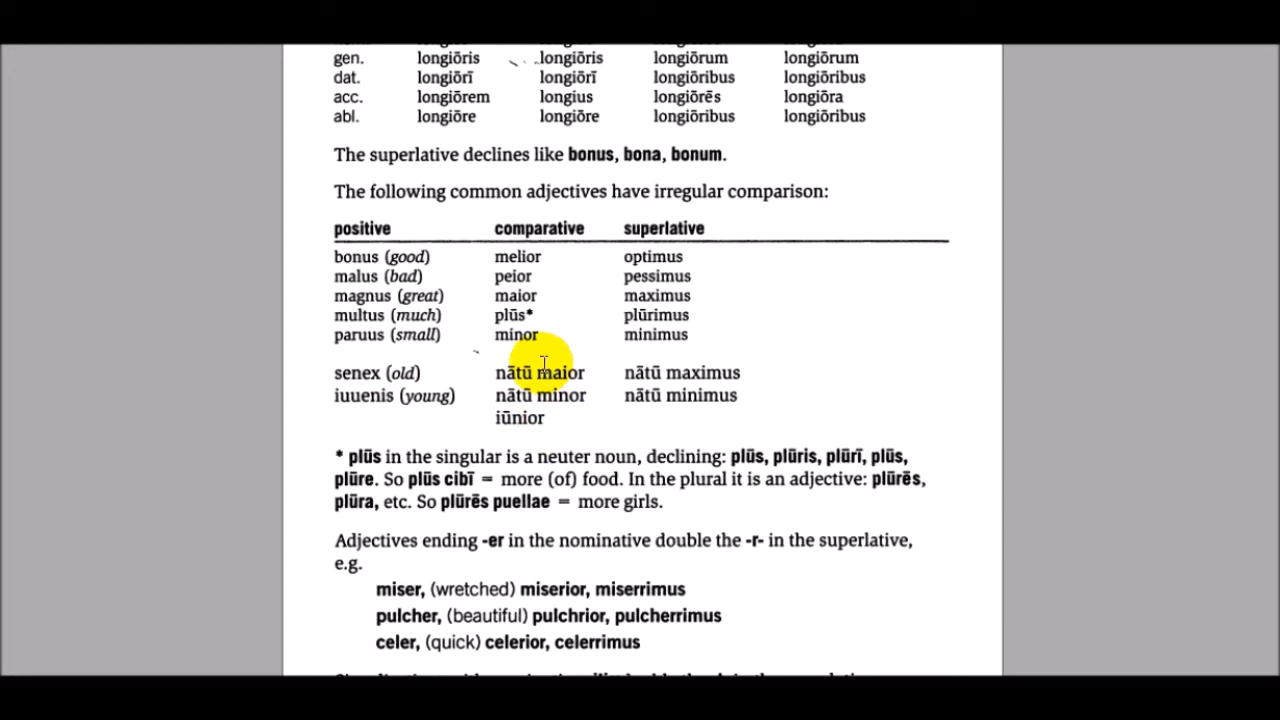 gen. longiōris longiōris longiōrum longiōrum
dat. longiōrī longiōrī longiōribus longiōribus
acc. longiōrem longius longiōrēs longiōra
abl. longiōre longiōre longiōribus longiōribus
The superlative declines like bonus, bona, bonum.
The following common adjectives have irregular comparison:
positive comparative superlative
bonus (good) melior optimus
malus (bad) peior pessimus
magnus (great) maior maximus
multus (much) plūs* plūrimus
paruus (small) minor minimus
senex (old) nātū maior nātū maximus
iuuenis (young) nātū minor nātū minimus
iūnior
* plūs in the singular is a neuter noun, declining: plūs, plūris, plūrī, plūs,
plūre. So plūs cibī = more (of) food. In the plural it is an adjective: plūrēs,
plūra, etc. So plūrēs puellae = more girls.
Adjectives ending -er in the nominative double the -r- in the superlative,
e.g.
miser, (wretched) miserior, miserrimus
pulcher, (beautiful) pulchrior, pulcherrimus
celer, (quick) celerior, celerrimus